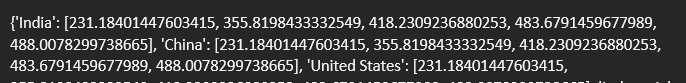 {'India': [231.18401447603415, 355.8198433332549, 418.2309236880253, 483.6791459677989,
488.0078299738665], 'China': [231.18401447603415, 355.8198433332549, 418.2309236880253,
483.6791459677989, 488.0078299738665], 'United States': [231.18401447603415,